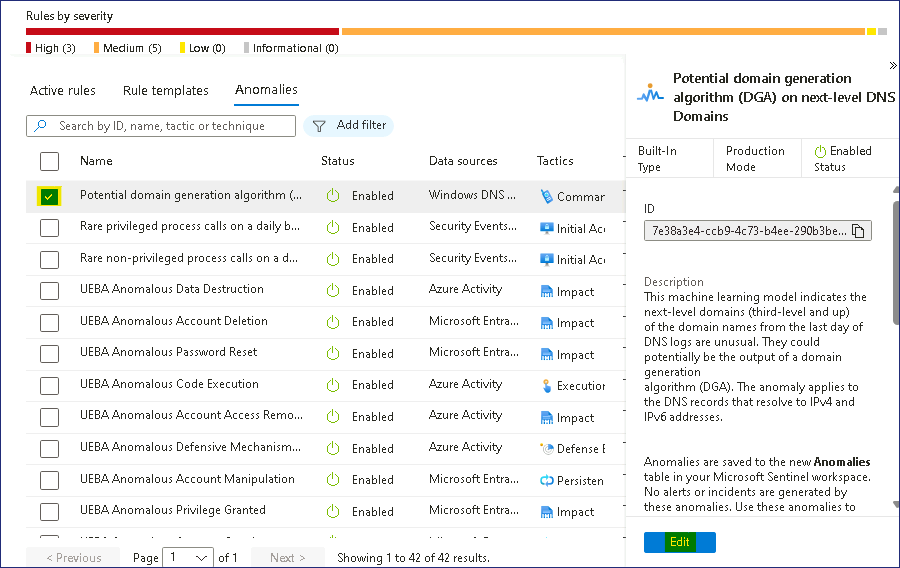 Rules by severity
High (3) Medium (5) Low (0) Informational (0)
Active rules Rule templates Anomalies
Search by ID, name, tactic or technique Add filter
Name Status Data sources Tactics
Potential domain generation algorithm (... Enabled Windows DNS ... Comman
Rare privileged process calls on a daily b... Enabled Security Events... Initial Acc
Rare non-privileged process calls on a d... Enabled Security Events... Initial Acc
UEBA Anomalous Data Destruction Enabled Azure Activity Impact
UEBA Anomalous Account Deletion Enabled Microsoft Entra... Impact
UEBA Anomalous Password Reset Enabled Microsoft Entra... Impact
UEBA Anomalous Code Execution Enabled Azure Activity Execution
UEBA Anomalous Account Access Remo... Enabled Azure Activity Impact
UEBA Anomalous Defensive Mechanism... Enabled Azure Activity Defense E
UEBA Anomalous Account Manipulation Enabled Microsoft Entra... Persisten
UEBA Anomalous Privilege Granted Enabled Microsoft Entra... Impact
< Previous Page 1 of 1 Next > Showing 1 to 42 of 42 results.
»
Potential domain generation
algorithm (DGA) on next-level DNS
Domains
Built-In Production Enabled
Type Mode Status
ID
7e38a3e4-ccb9-4c73-b4ee-290b3be...
Description
This machine learning model indicates the
next-level domains (third-level and up)
of the domain names from the last day of
DNS logs are unusual. They could
potentially be the output of a domain
generation
algorithm (DGA). The anomaly applies to
the DNS records that resolve to IPv4 and
IPv6 addresses.
Anomalies are saved to the new Anomalies
table in your Microsoft Sentinel workspace.
No alerts or incidents are generated by
these anomalies. Use these anomalies to
Edit